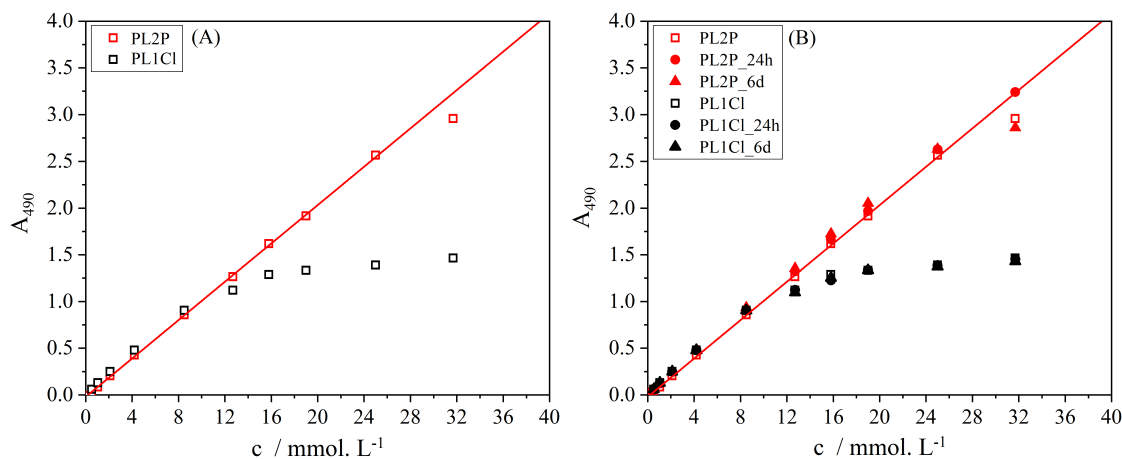 4.0
3.5
3.0
2.5
2.0
1.5
1.0
0.5
0.0
A490
PL2P
PL1Cl
(A)
0 4 8 12 16 20 24 28 32 36 40
c / mmol. L-1
4.0
3.5
3.0
2.5
2.0
1.5
1.0
0.5
0.0
A490
PL2P
PL2P_24h
PL2P_6d
PL1Cl
PL1Cl_24h
PL1Cl_6d
(B)
0 4 8 12 16 20 24 28 32 36 40
c / mmol. L-1